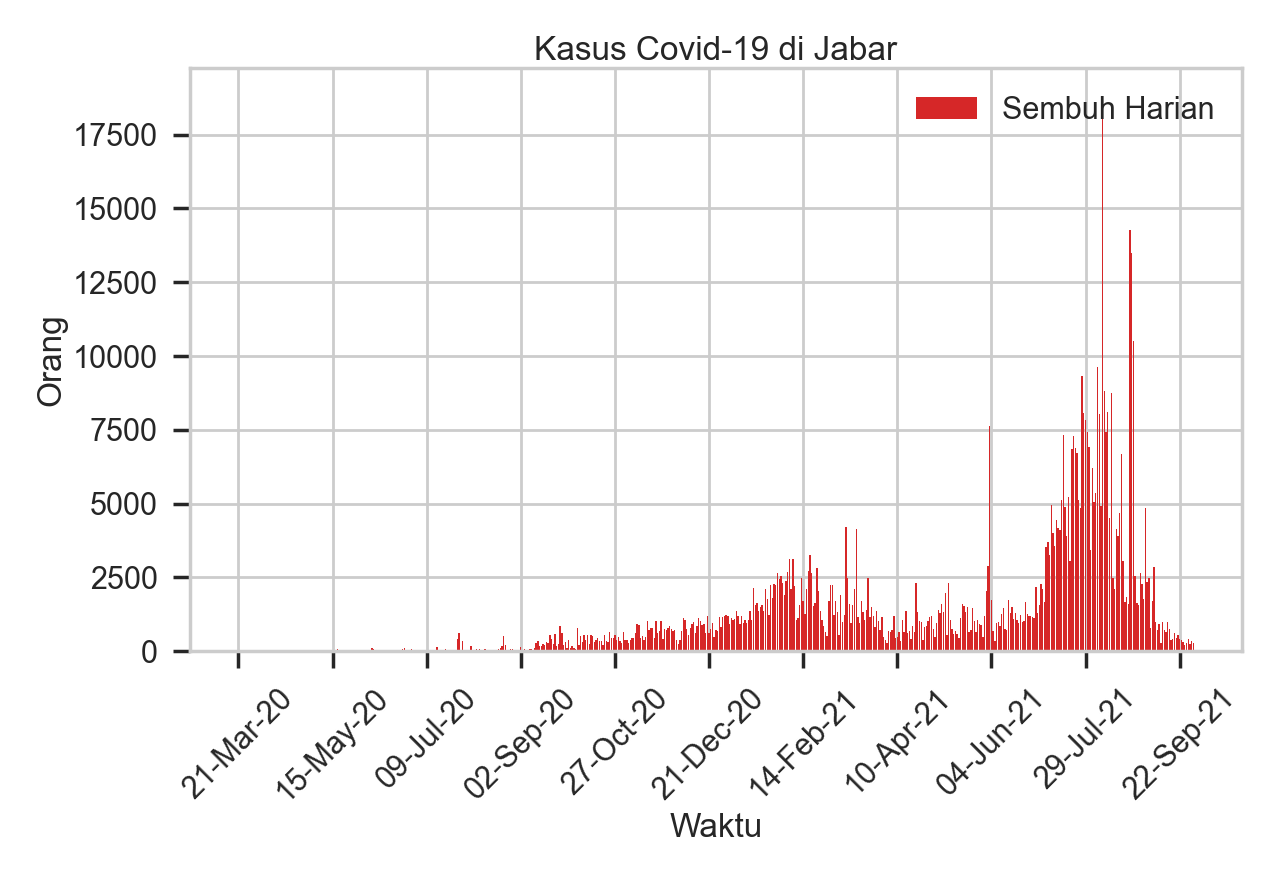 Kasus Covid-19 di Jabar
Sembuh Harian
Orang
17500
15000
12500
10000
7500
5000
2500
0
21-Mar-20
15-May-20
09-Jul-20
02-Sep-20
27-Oct-20
21-Dec-20
14-Feb-21
10-Apr-21
04-Jun-21
29-Jul-21
22-Sep-21
Waktu